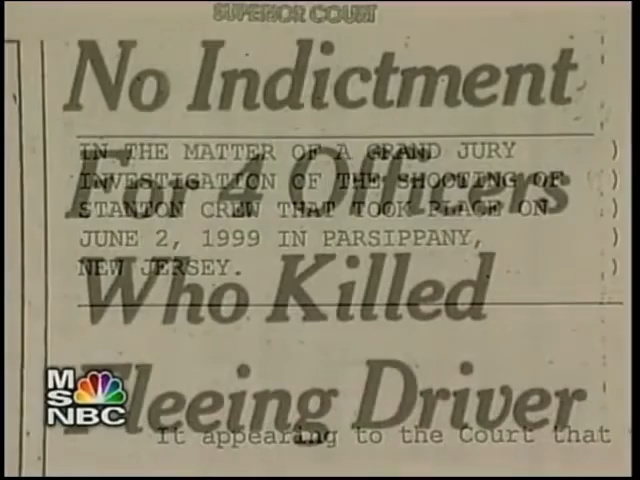 SUPERIOR COURT
No Indictment
IN THE MATTER OF A GRAND JURY )
For 4 Officers
INVESTIGATION OF THE SHOOTING OF )
STANTON CREW THAT TOOK PLACE ON )
JUNE 2, 1999 IN PARSIPPANY, )
NEW JERSEY. )
Who Killed
Fleeing Driver
MSNBC
It appearing to the Court that